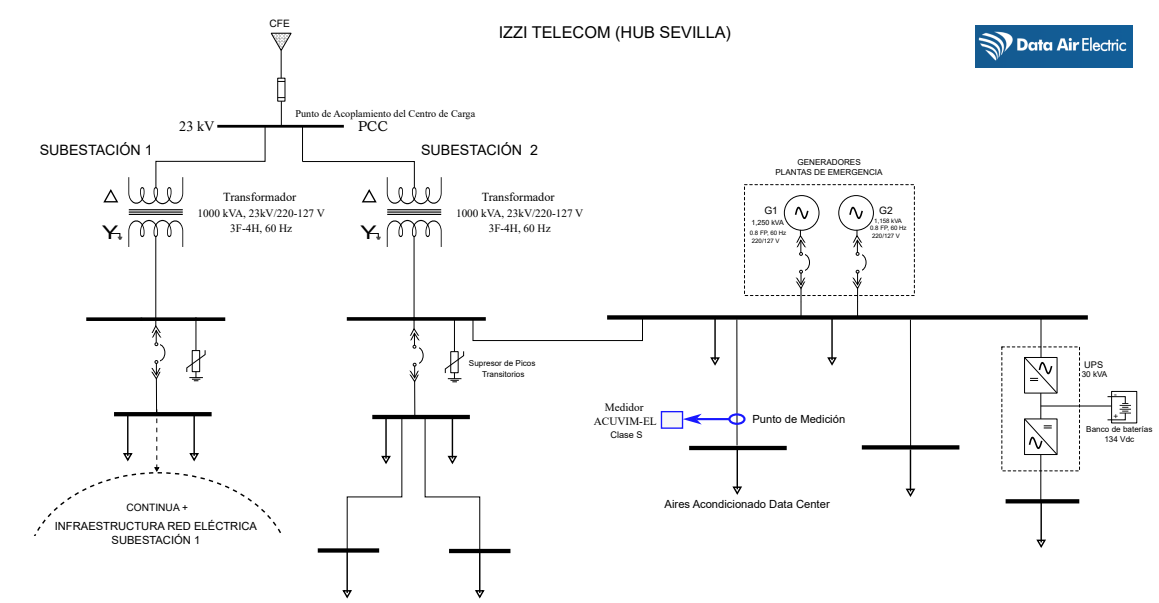 CFE
IZZI TELECOM (HUB SEVILLA)
Data Air Electric
Punto de Acoplamiento del Centro de Carga
23 kV
PCC
SUBESTACIÓN 1
SUBESTACIÓN 2
Transformador
1000 kVA, 23kV/220-127 V
3F-4H, 60 Hz
Transformador
1000 kVA, 23kV/220-127 V
3F-4H, 60 Hz
GENERADORES
PLANTAS DE EMERGENCIA
G1
1,250 kVA
0.8 FP, 60 Hz
220/127 V
G2
1,158 kVA
0.8 FP, 60 Hz
220/127 V
Supresor de Picos
Transitorios
UPS
30 kVA
-
+
Banco de baterías
134 Vdc
Medidor
ACUVIM-EL
Clase S
Punto de Medición
Aires Acondicionado Data Center
CONTINUA +
INFRAESTRUCTURA RED ELÉCTRICA
SUBESTACIÓN 1